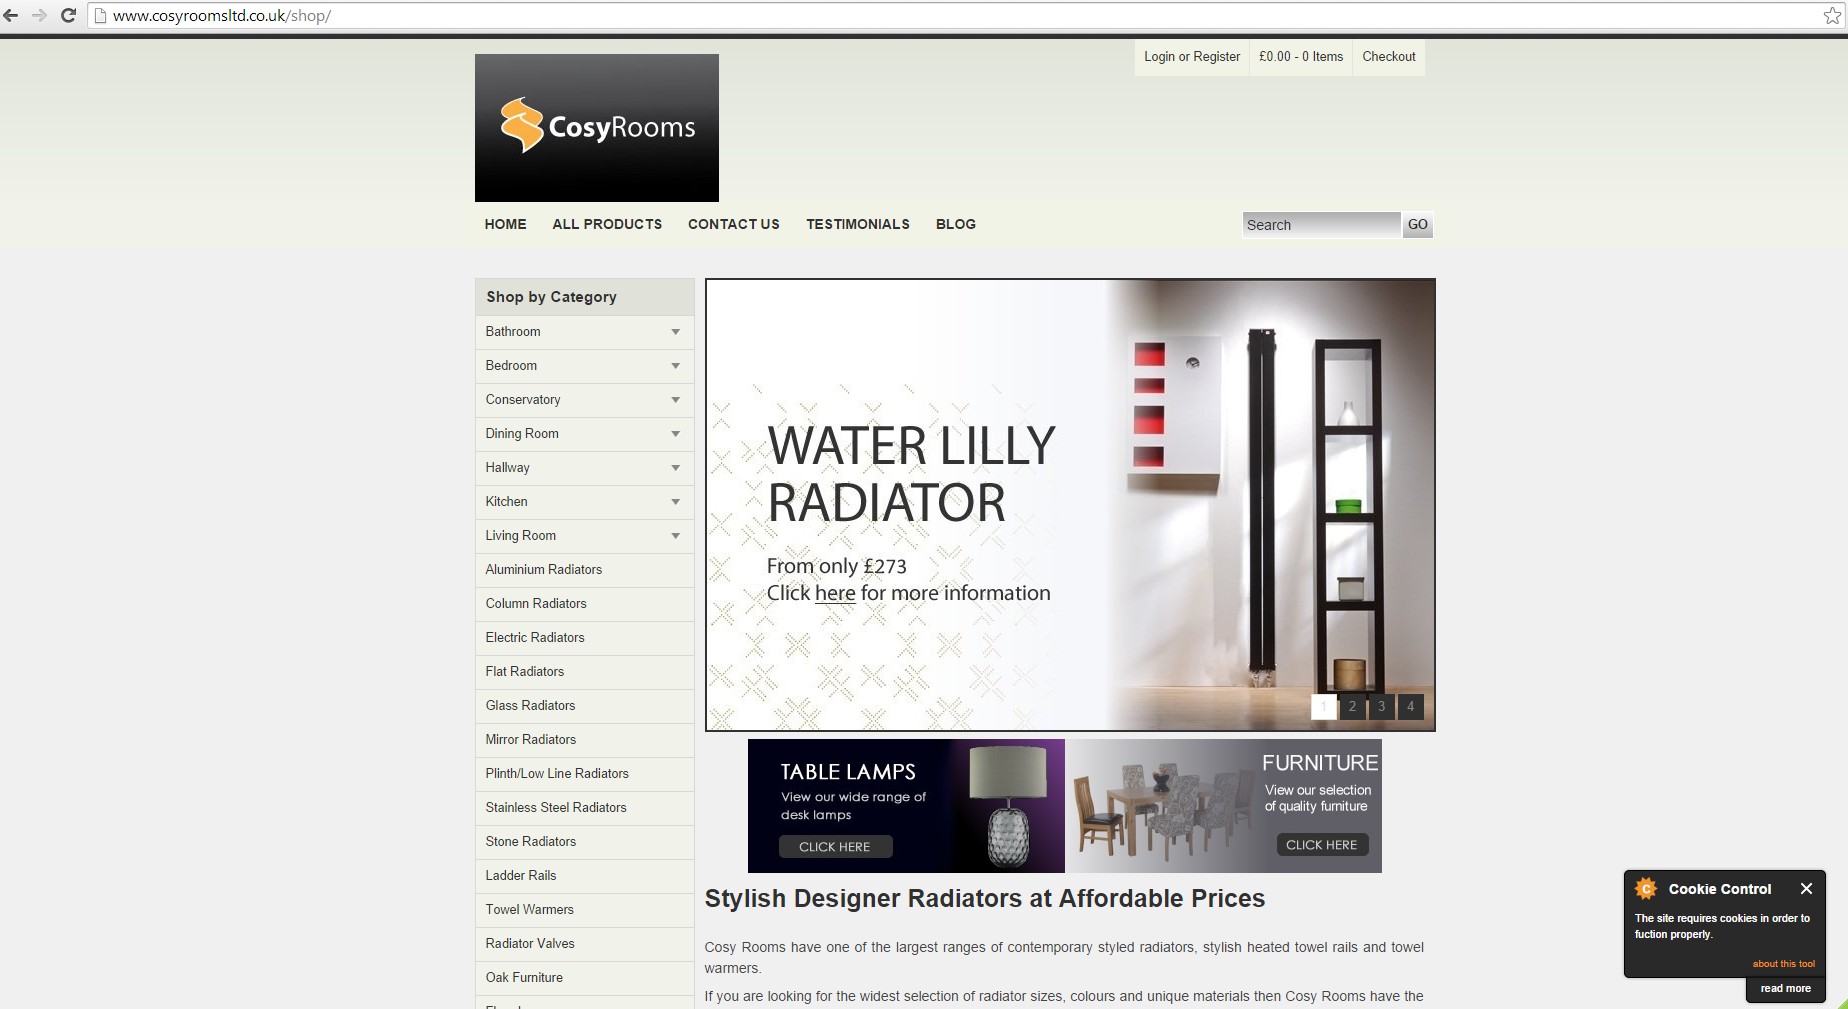 www.cosyroomsltd.co.uk/shop/
Login or Register
£0.00 - 0 Items
Checkout
CosyRooms
HOME
ALL PRODUCTS
CONTACT US
TESTIMONIALS
BLOG
Search
GO
Shop by Category
Bathroom
Bedroom
Conservatory
Dining Room
Hallway
Kitchen
Living Room
Aluminium Radiators
Column Radiators
Electric Radiators
Flat Radiators
Glass Radiators
Mirror Radiators
Plinth/Low Line Radiators
Stainless Steel Radiators
Stone Radiators
Ladder Rails
Towel Warmers
Radiator Valves
Oak Furniture
WATER LILLY
RADIATOR
From only £273
Click here for more information
1 2 3 4
TABLE LAMPS
View our wide range of
desk lamps
CLICK HERE
FURNITURE
View our selection
of quality furniture
CLICK HERE
Stylish Designer Radiators at Affordable Prices
Cosy Rooms have one of the largest ranges of contemporary styled radiators, stylish heated towel rails and towel
warmers.
If you are looking for the widest selection of radiator sizes, colours and unique materials then Cosy Rooms have the
C
Cookie Control
The site requires cookies in order to
fuction properly.
about this tool
read more